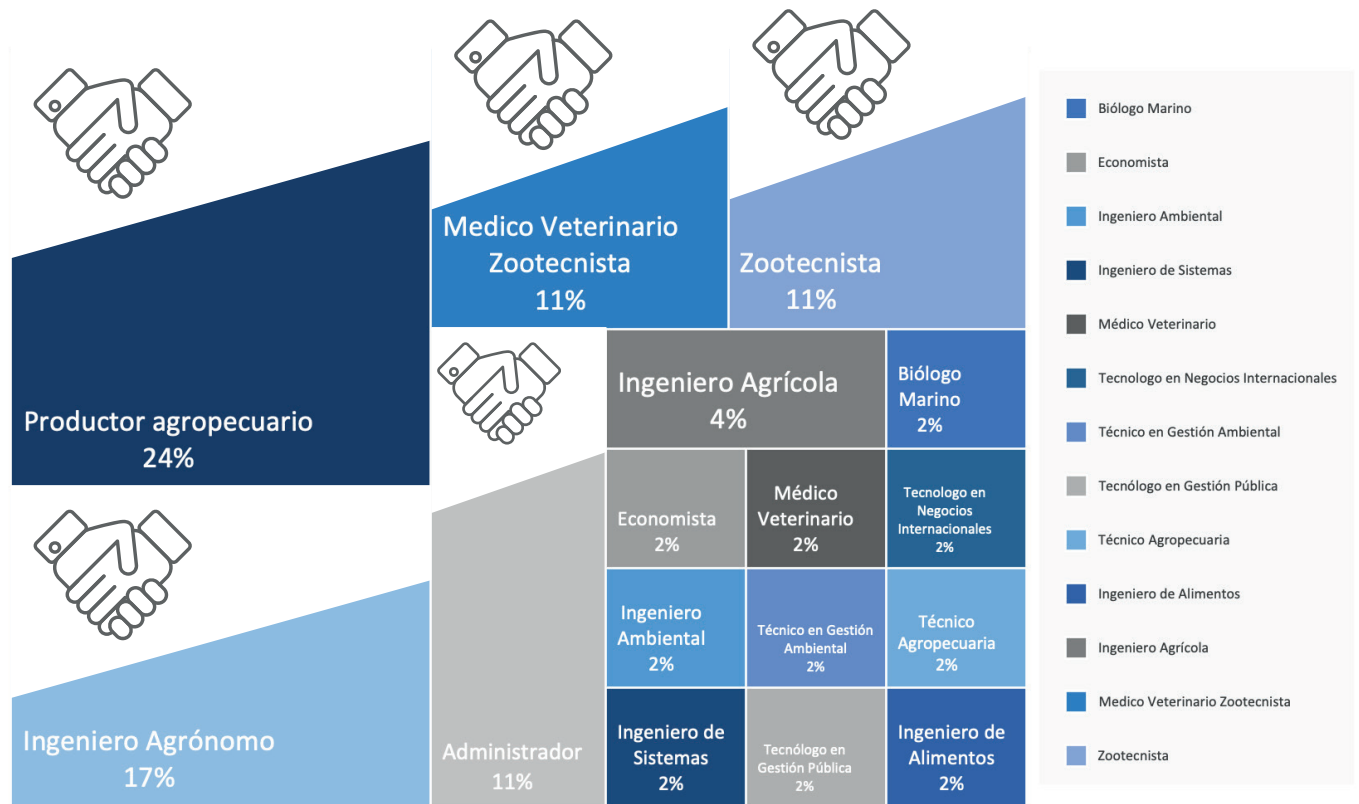 Medico Veterinario
Zootecnista
11%
Zootecnista
11%
Productor agropecuario
24%
Ingeniero Agrícola
4%
Biólogo
Marino
2%
Economista
2%
Médico
Veterinario
2%
Tecnologo en
Negocios
Internacionales
2%
Ingeniero
Ambiental
2%
Técnico en Gestión
Ambiental
2%
Técnico
Agropecuaria
2%
Ingeniero Agrónomo
17%
Administrador
11%
Ingeniero de
Sistemas
2%
Tecnólogo en
Gestión Pública
2%
Ingeniero de
Alimentos
2%
Biólogo Marino
Economista
Ingeniero Ambiental
Ingeniero de Sistemas
Médico Veterinario
Tecnologo en Negocios Internacionales
Técnico en Gestión Ambiental
Tecnólogo en Gestión Pública
Técnico Agropecuaria
Ingeniero de Alimentos
Ingeniero Agrícola
Medico Veterinario Zootecnista
Zootecnista